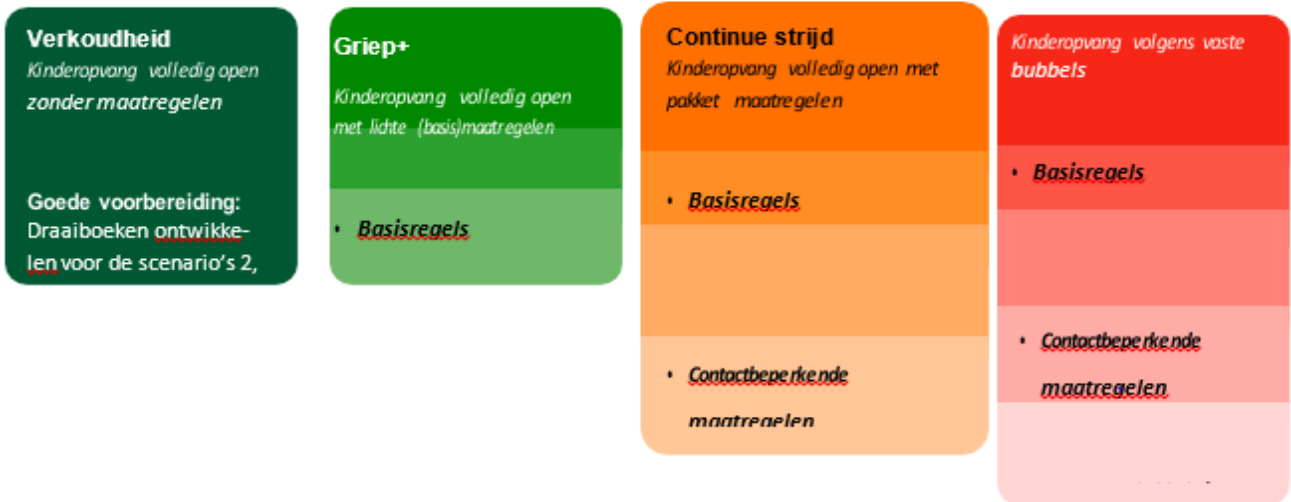 Verkoudheid
Kinderopvang volledig open
zonder maatregelen
Goede voorbereiding:
Draaiboeken ontwikke-
len voor de scenario's 2,
Griep+
Kinderopvang volledig open
met lichte (basis)maatregelen
• Basisregels
Continue strijd
Kinderopvang volledig open met
pakket maatregelen
• Basisregels
• Contactbeperkende
maatregelen
Kinderopvang volgens vaste
bubbels
• Basisregels
• Contactbeperkende
maatregelen